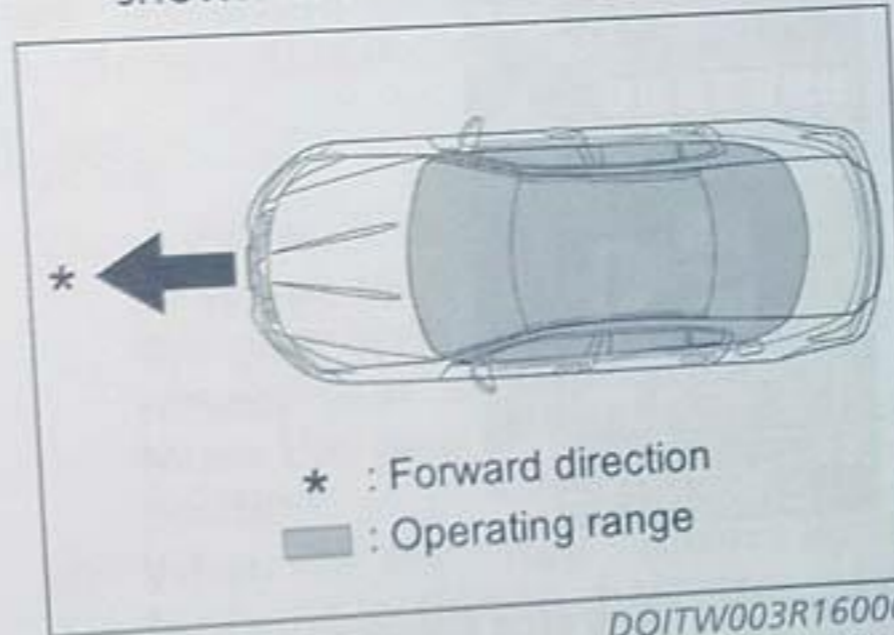 * : Forward direction
: Operating range
*